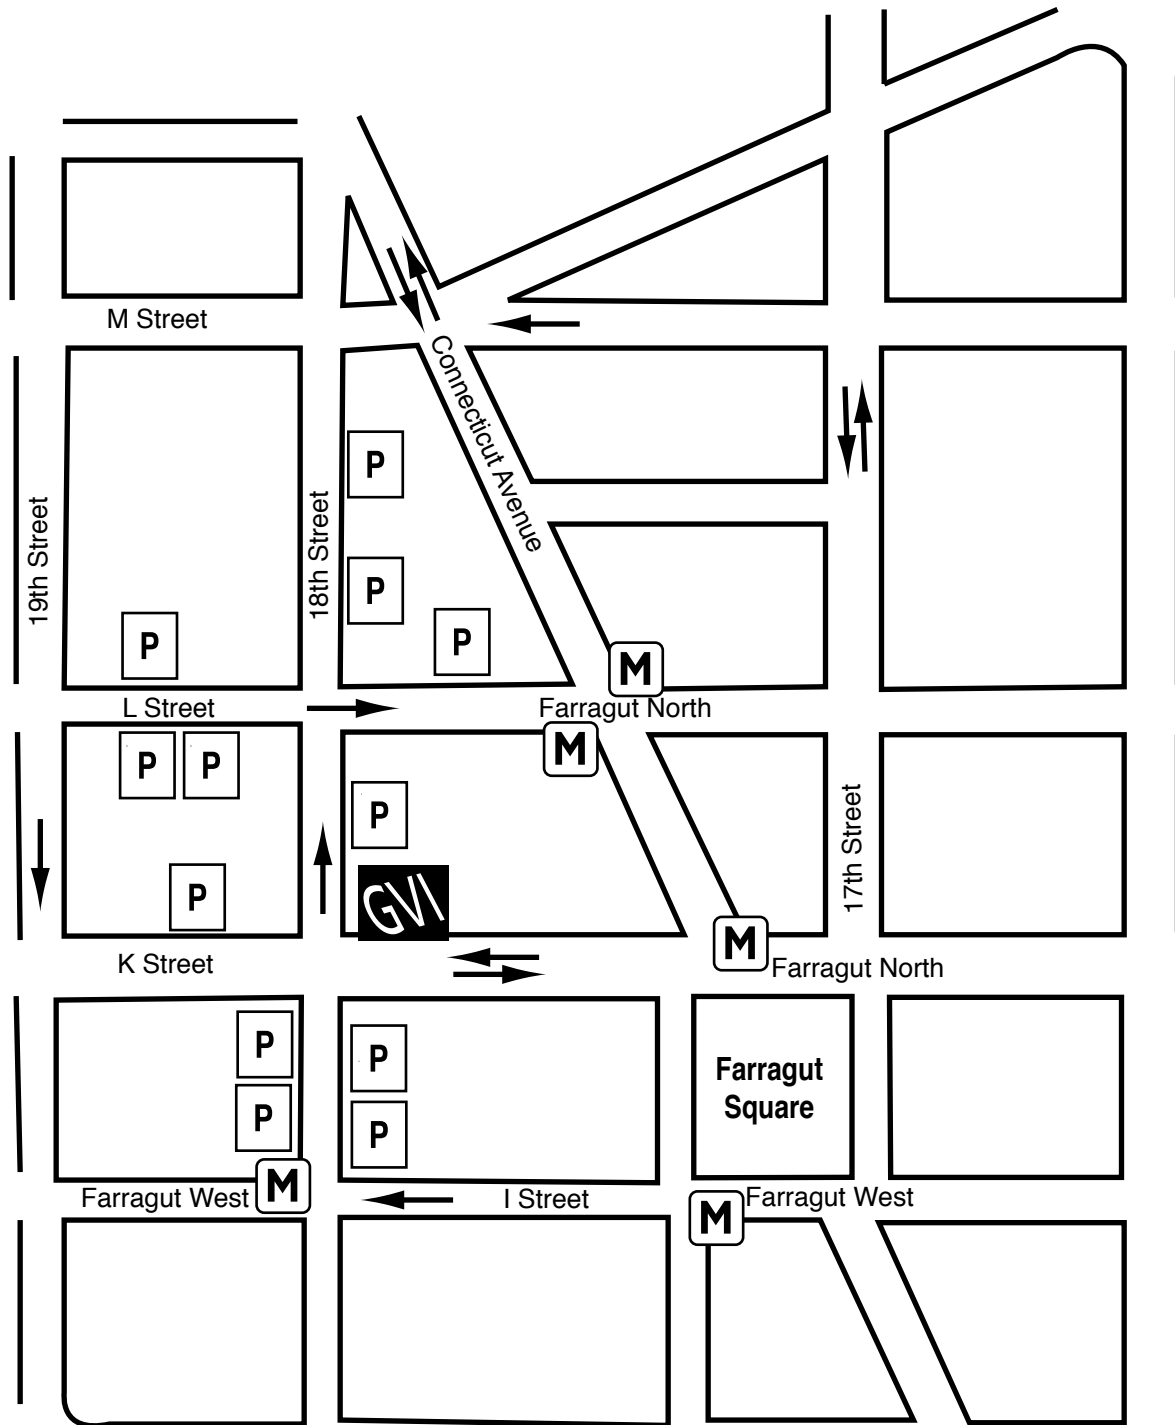 M Street
Connecticut Avenue
P
19th Street
18th Street
P
P
P
M
L Street
Farragut North
M
P
P
P
17th Street
P
GVI
M
K Street
Farragut North
P
P
Farragut
Square
P
P
M
Farragut West
I Street
Farragut West
M